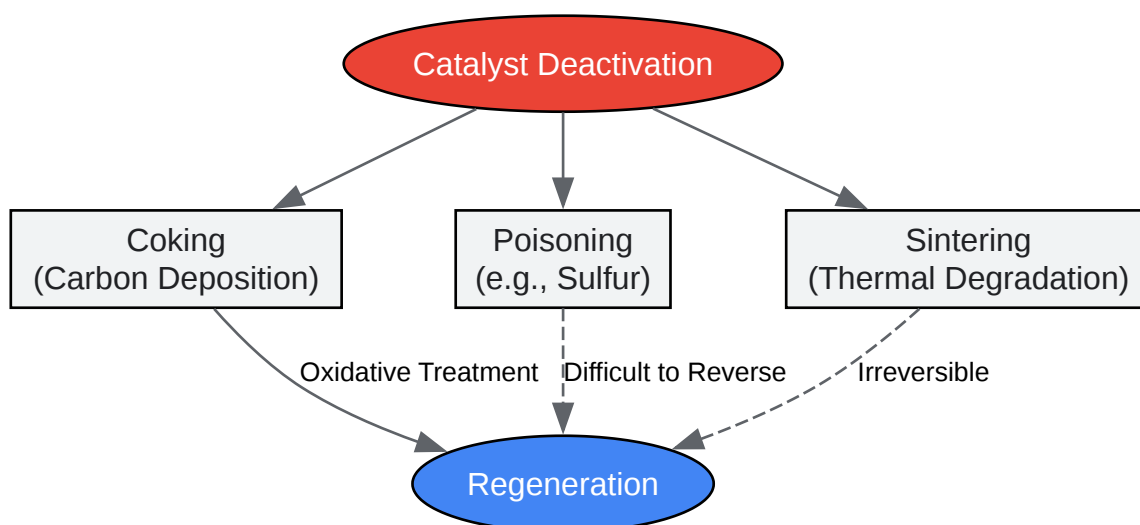 Catalyst Deactivation
Coking
(Carbon Deposition)
Poisoning
(e.g., Sulfur)
Sintering
(Thermal Degradation)
Oxidative Treatment
Difficult to Reverse
Irreversible
Regeneration